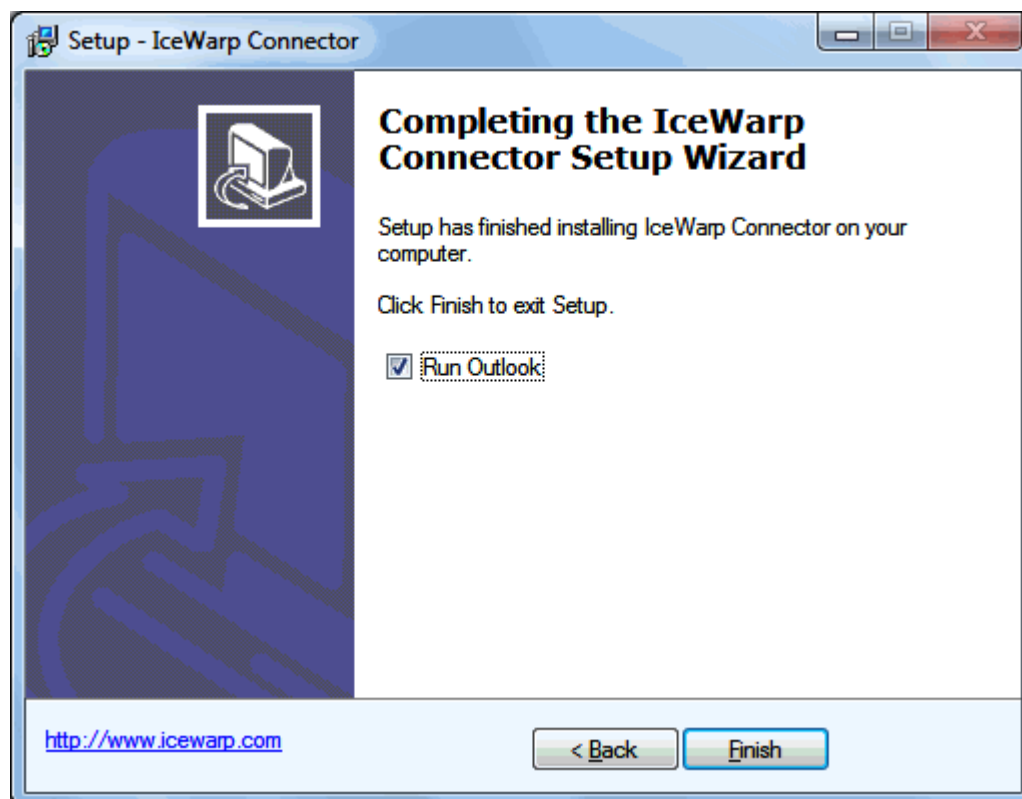 Setup - IceWarp Connector
Completing the IceWarp
Connector Setup Wizard
Setup has finished installing IceWarp Connector on your
computer.
Click Finish to exit Setup.
Run Outlook
http://www.icewarp.com
< Back
Finish